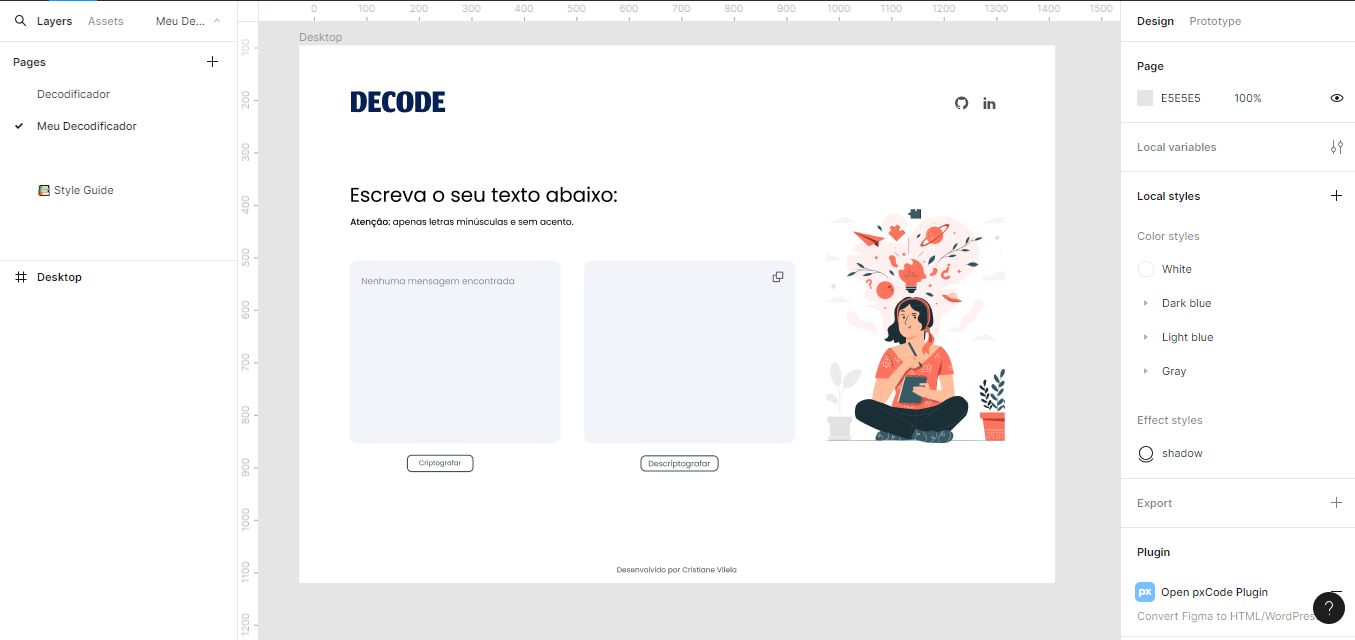 Layers Assets Meu De...
Pages
Decodificador
Meu Decodificador
Style Guide
Desktop
0 100 200 300 400 500 600 700 800 900 1000 1100 1200 1300 1400 1500
100
200
300
400
500
600
700
800
900
1000
1100
1200
Desktop
DECODE
in
Escreva o seu texto abaixo:
Atenção: apenas letras minúsculas e sem acento.
Nenhuma mensagem encontrada
Criptografar
Descriptografar
Desenvolvido por Cristiane Vilela
Design Prototype
Page
E5E5E5 100%
Local variables
Local styles
Color styles
White
Dark blue
Light blue
Gray
Effect styles
shadow
Export
Plugin
px Open pxCode Plugin
Convert Figma to HTML/WordPres
?